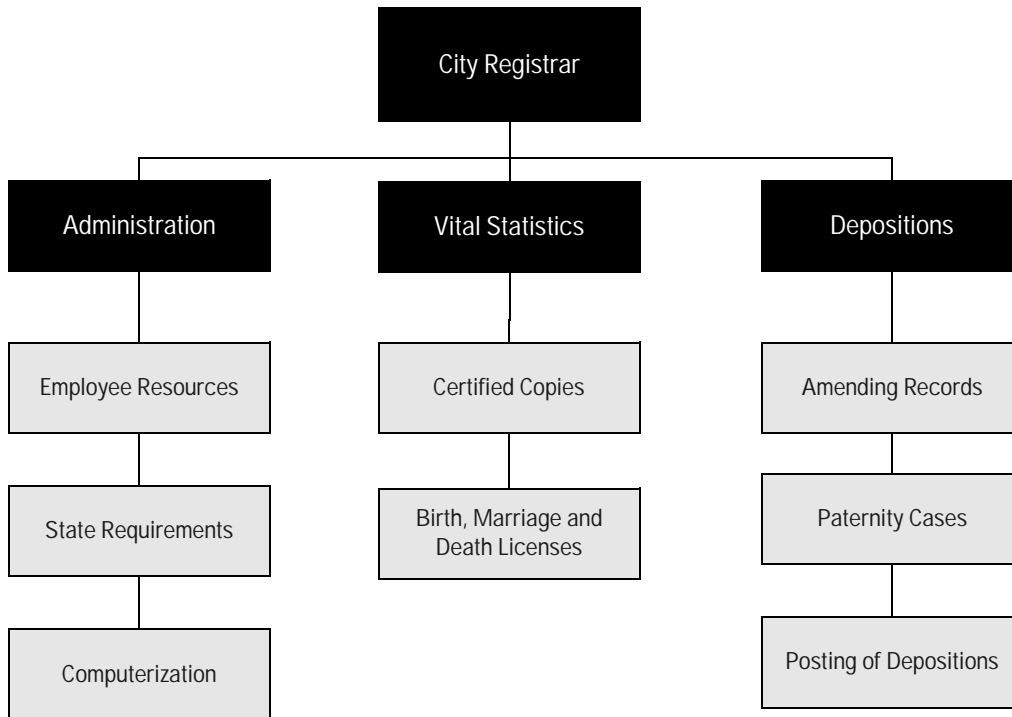 City Registrar
Administration
Vital Statistics
Depositions
Employee Resources
Certified Copies
Amending Records
State Requirements
Birth, Marriage and
Death Licenses
Paternity Cases
Computerization
Posting of Depositions